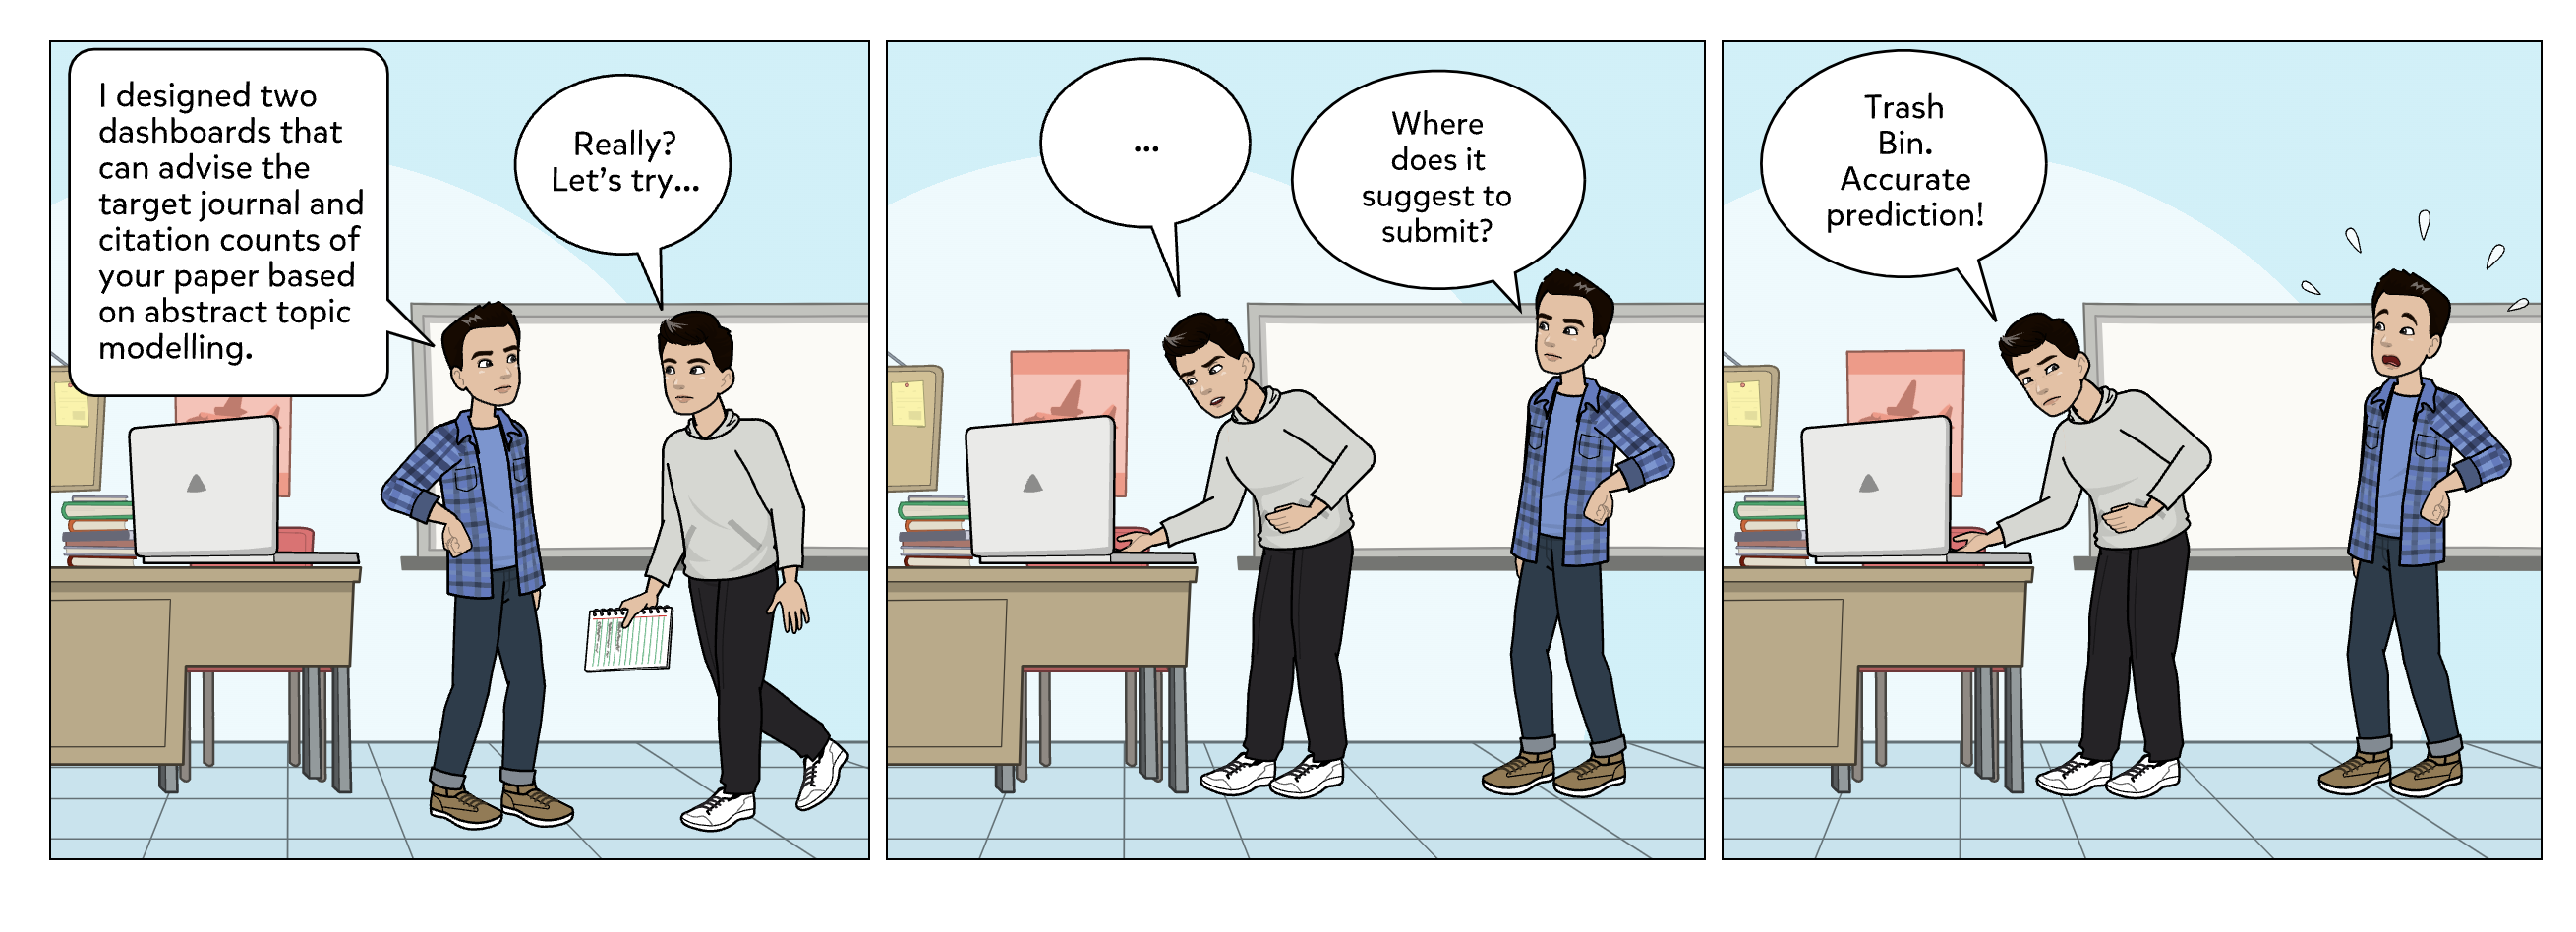 I designed two
dashboards that
can advise the
target journal and
citation counts of
your paper based
on abstract topic
modelling.
Really?
Let's try...
...
Where
does it
suggest to
submit?
Trash
Bin.
Accurate
prediction!